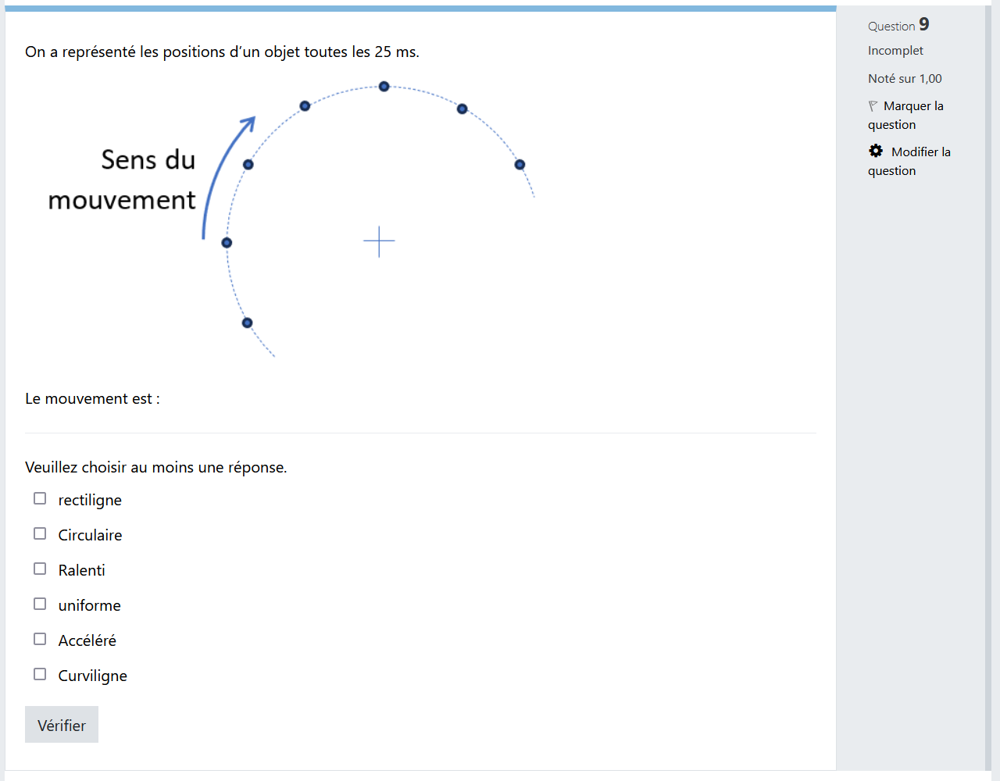 On a représenté les positions d’un objet toutes les 25 ms.
Sens du
mouvement
Le mouvement est :
Veuillez choisir au moins une réponse.
rectiligne
Circulaire
Ralenti
uniforme
Accéléré
Curviligne
Vérifier
Question 9
Incomplet
Noté sur 1,00
Marquer la
question
Modifier la
question